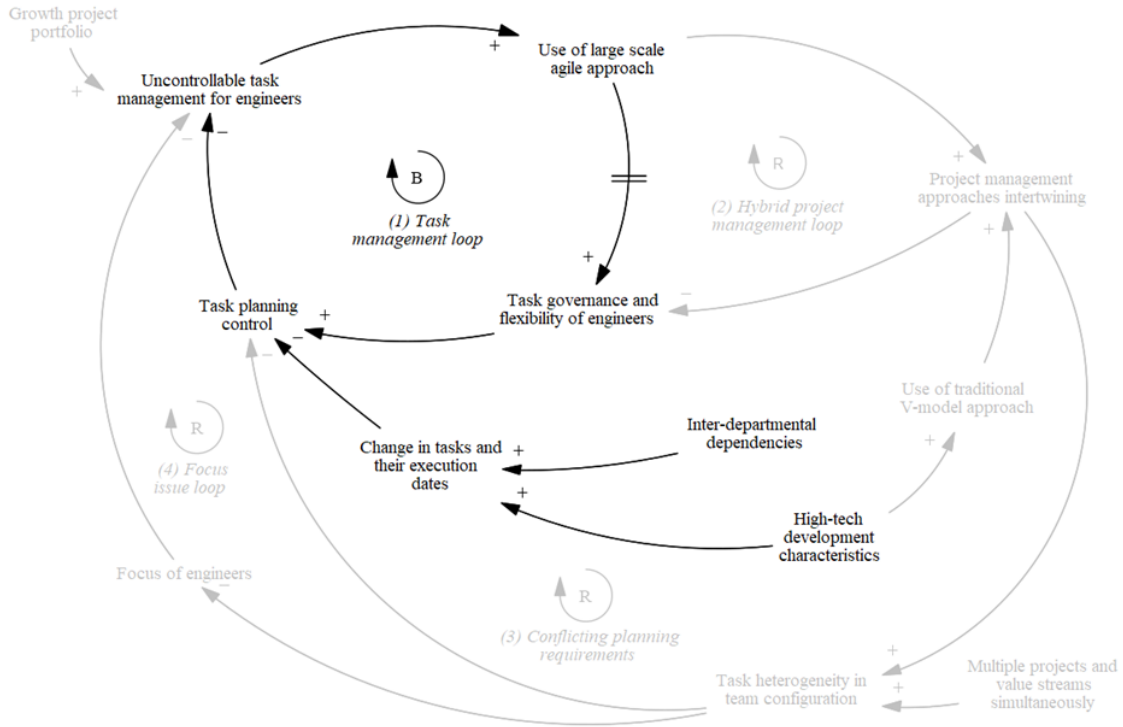 Growth project
portfolio
+
Uncontrollable task
management for engineers
+
Use of large scale
agile approach
−
−
B
(1) Task
management loop
R
(2) Hybrid project
management loop
+
Project management
approaches intertwining
+
+
−
Task governance and
flexibility of engineers
Task planning
control
+
−
−
Use of traditional
V-model approach
+
R
(4) Focus
issue loop
Change in tasks and
their execution
dates
+
+
Inter-departmental
dependencies
High-tech
development
characteristics
Focus of engineers
−
R
(3) Conflicting planning
requirements
+
+
Task heterogeneity in
team configuration
Multiple projects and
value streams
simultaneously